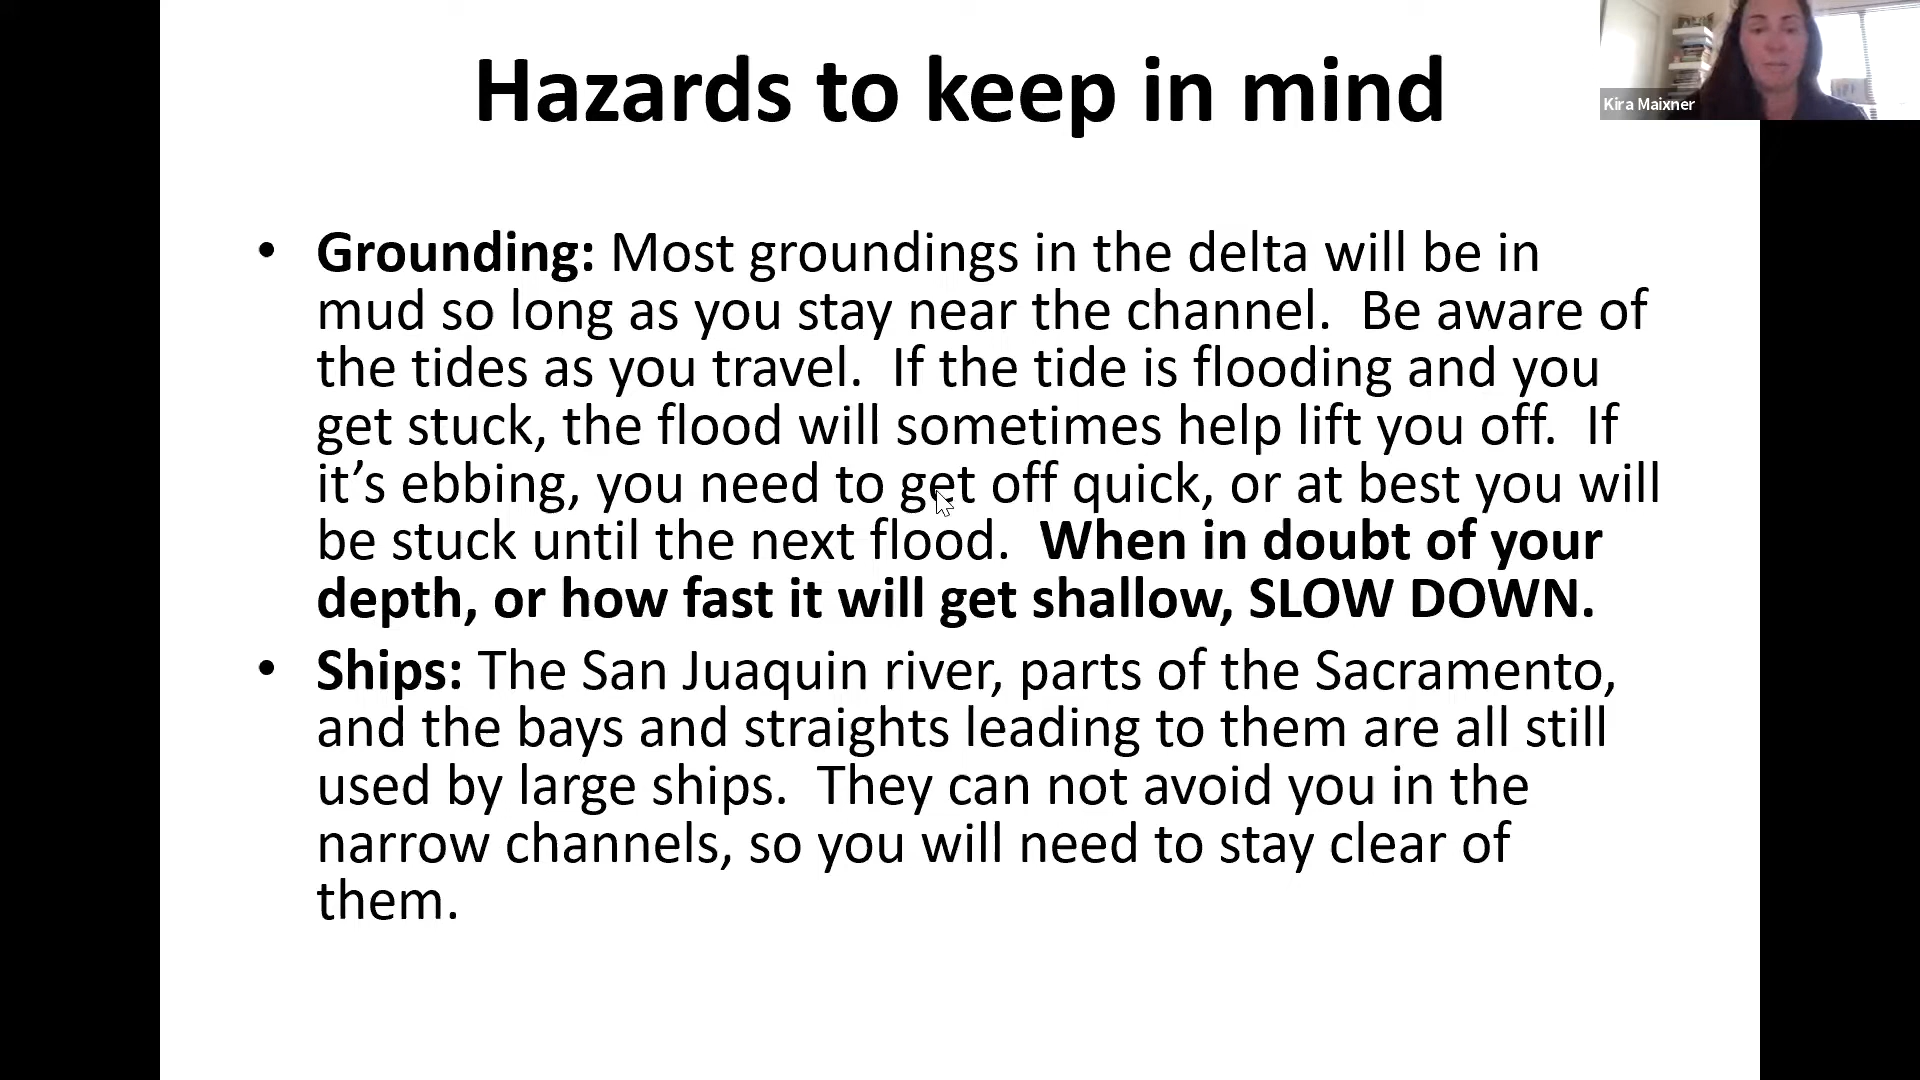 Hazards to keep in mind
Kira Maixner
• Grounding: Most groundings in the delta will be in
mud so long as you stay near the channel.  Be aware of
the tides as you travel.  If the tide is flooding and you
get stuck, the flood will sometimes help lift you off.  If
it’s ebbing, you need to get off quick, or at best you will
be stuck until the next flood.  When in doubt of your
depth, or how fast it will get shallow, SLOW DOWN.
• Ships: The San Juaquin river, parts of the Sacramento,
and the bays and straights leading to them are all still
used by large ships.  They can not avoid you in the
narrow channels, so you will need to stay clear of
them.